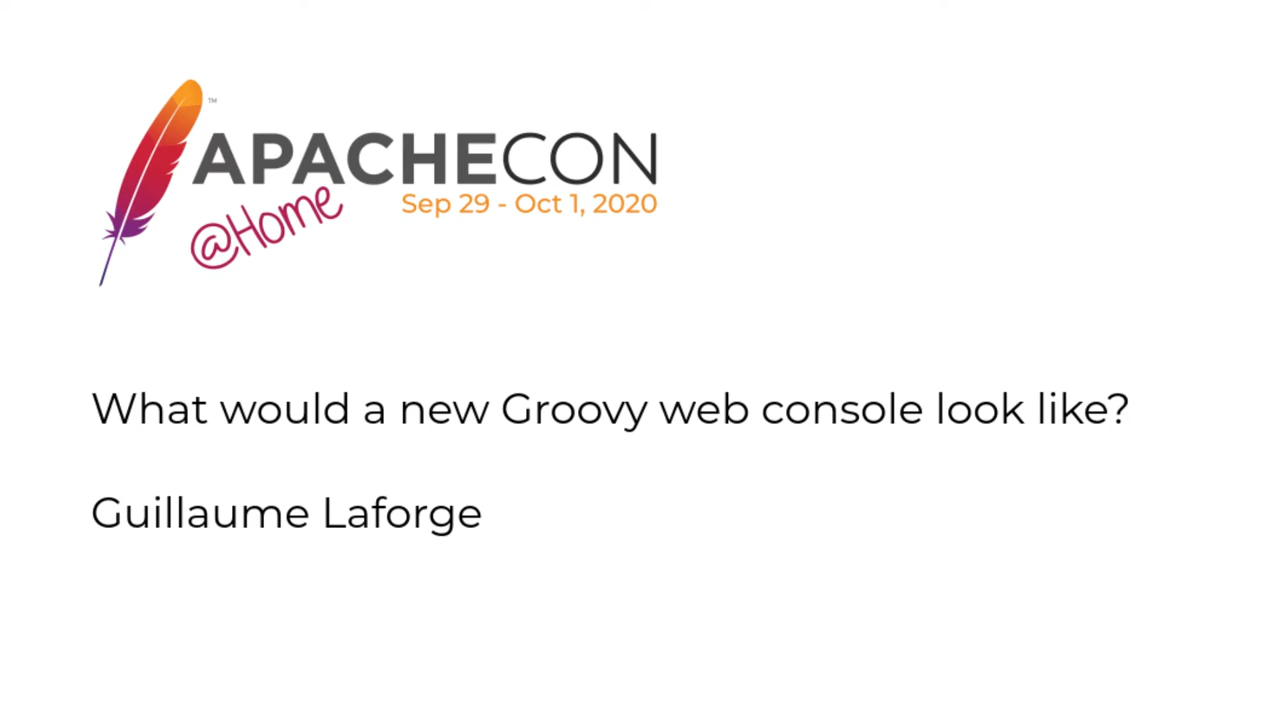 APACHECON ™
@Home
Sep 29 - Oct 1, 2020
What would a new Groovy web console look like?
Guillaume Laforge